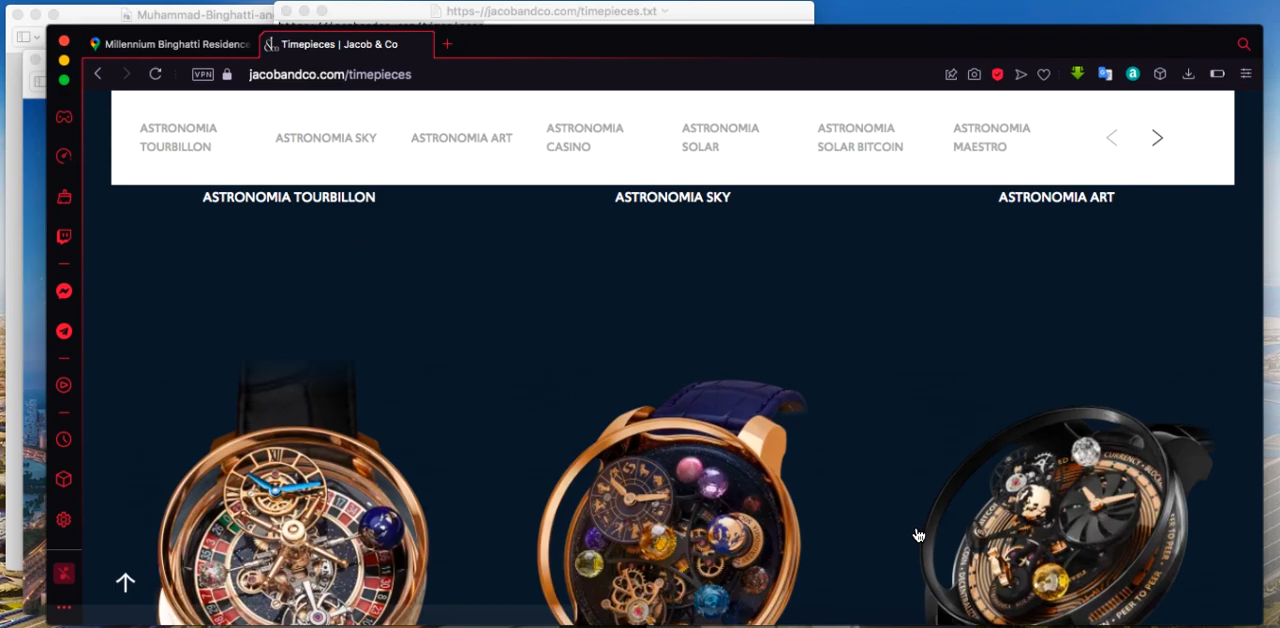 Muhammad-Binghatti-an
https-//jacobandco.com/timepieces.txt
Millennium Binghatti Residence
Timepieces | Jacob & Co
VPN
jacobandco.com/timepieces
ASTRONOMIA
TOURBILLON
ASTRONOMIA SKY
ASTRONOMIA ART
ASTRONOMIA
CASINO
ASTRONOMIA
SOLAR
ASTRONOMIA
SOLAR BITCOIN
ASTRONOMIA
MAESTRO
ASTRONOMIA TOURBILLON
ASTRONOMIA SKY
ASTRONOMIA ART
CURRENCY
PEER TO PEER